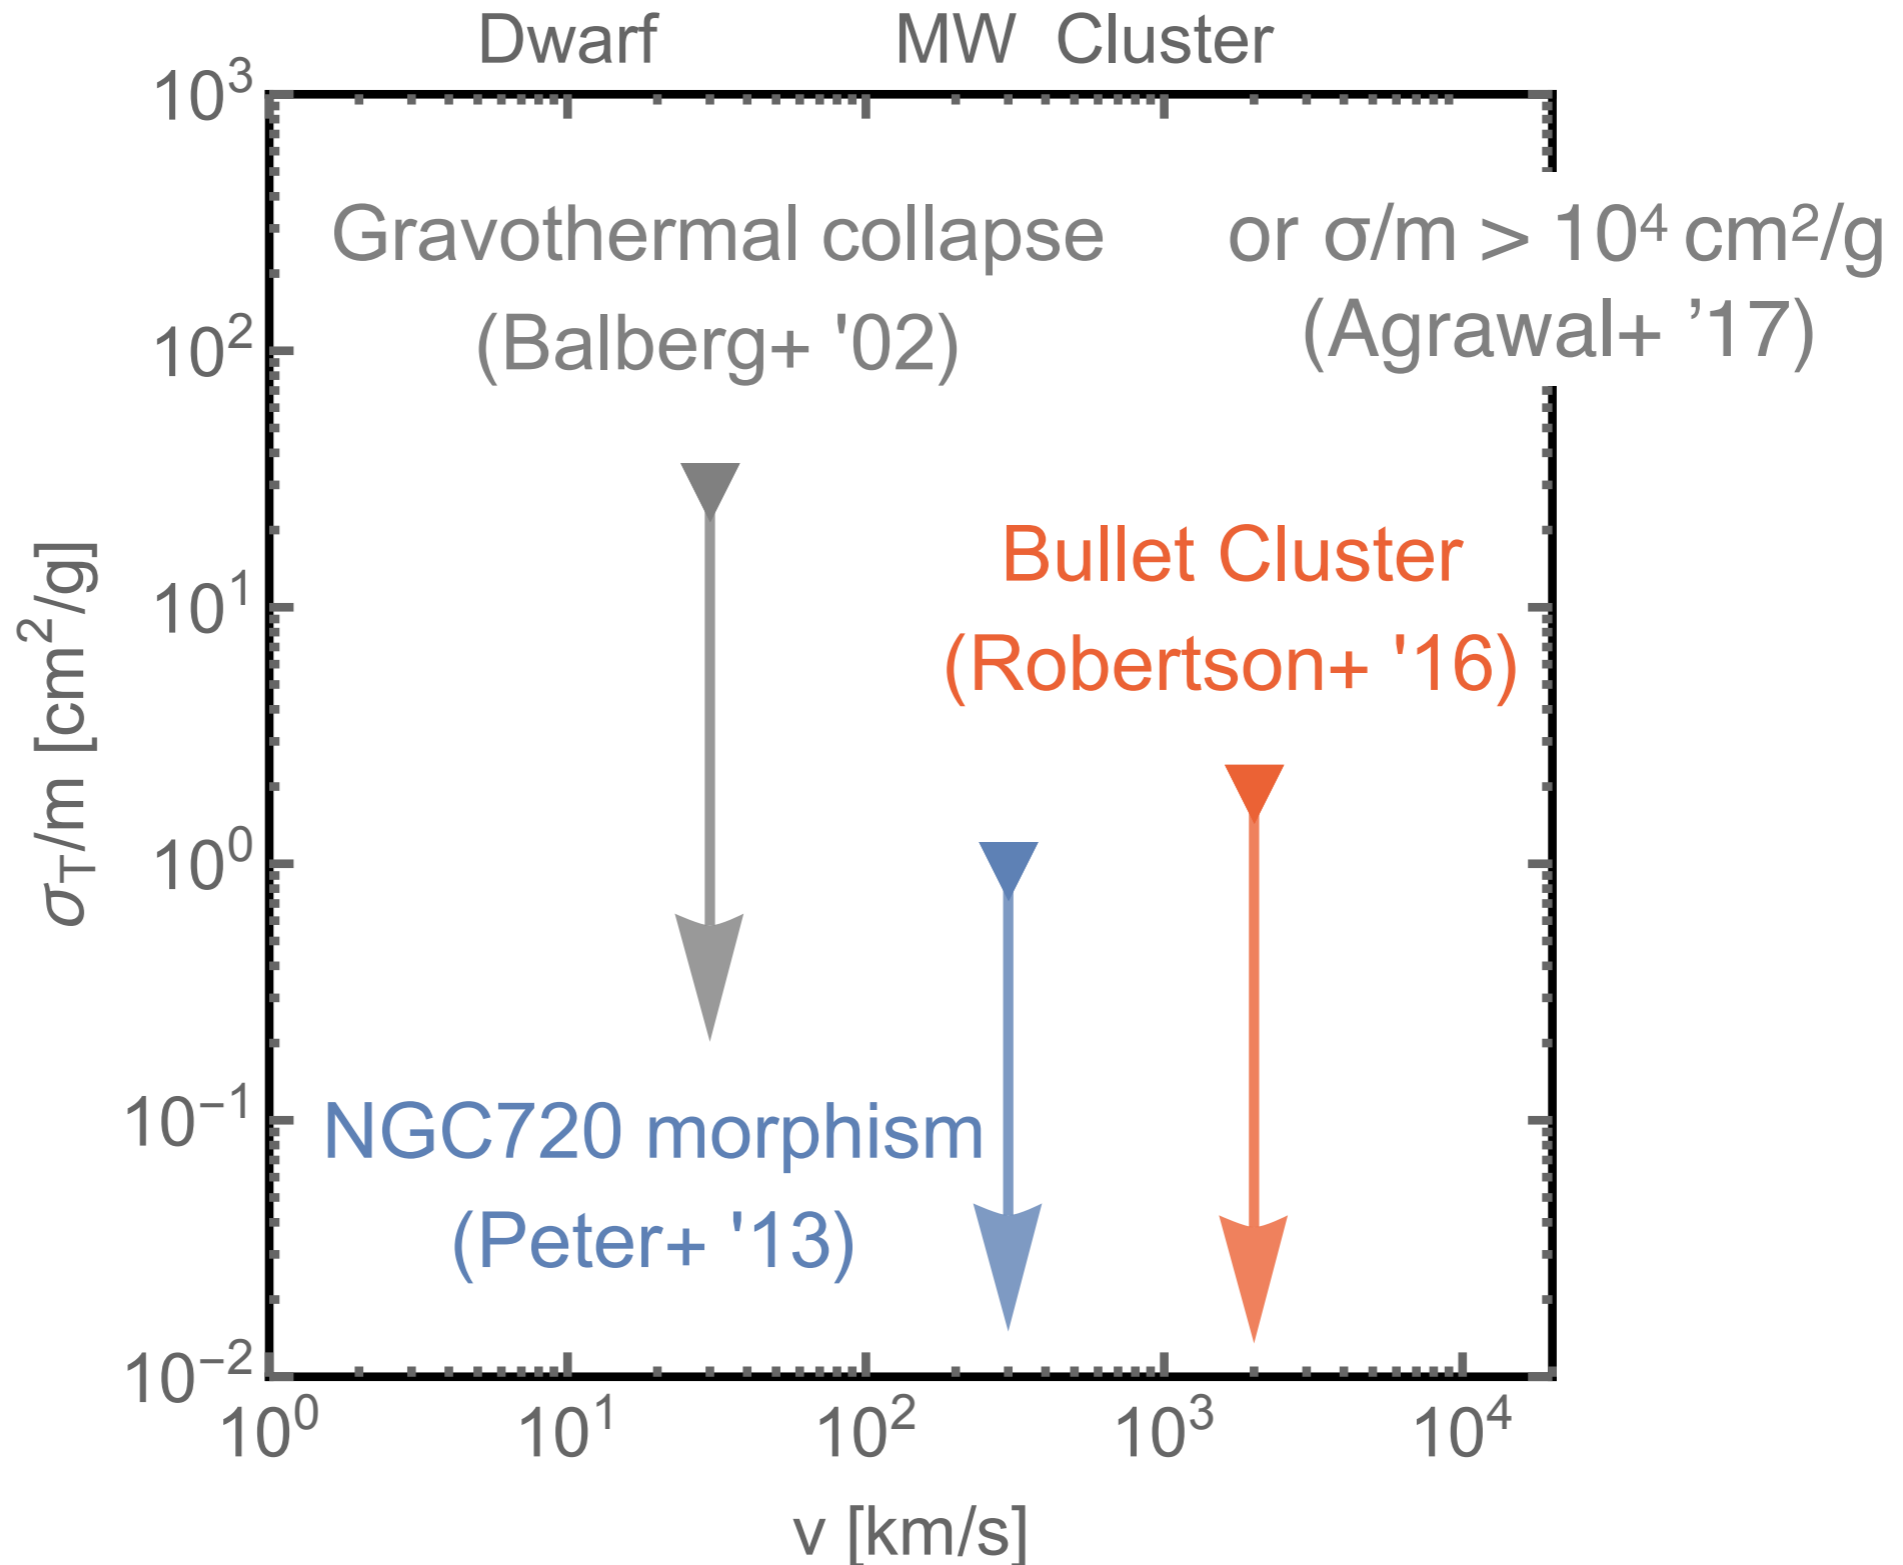 Dwarf MW Cluster
10³
Gravothermal collapse or σ/m > 10⁴ cm²/g
(Balberg+ '02) (Agrawal+ ’17)
10²
Bullet Cluster
(Robertson+ '16)
10¹
σ_T/m [cm²/g]
10⁰
10⁻¹
NGC720 morphism
(Peter+ '13)
10⁻²
10⁰ 10¹ 10² 10³ 10⁴
v [km/s]